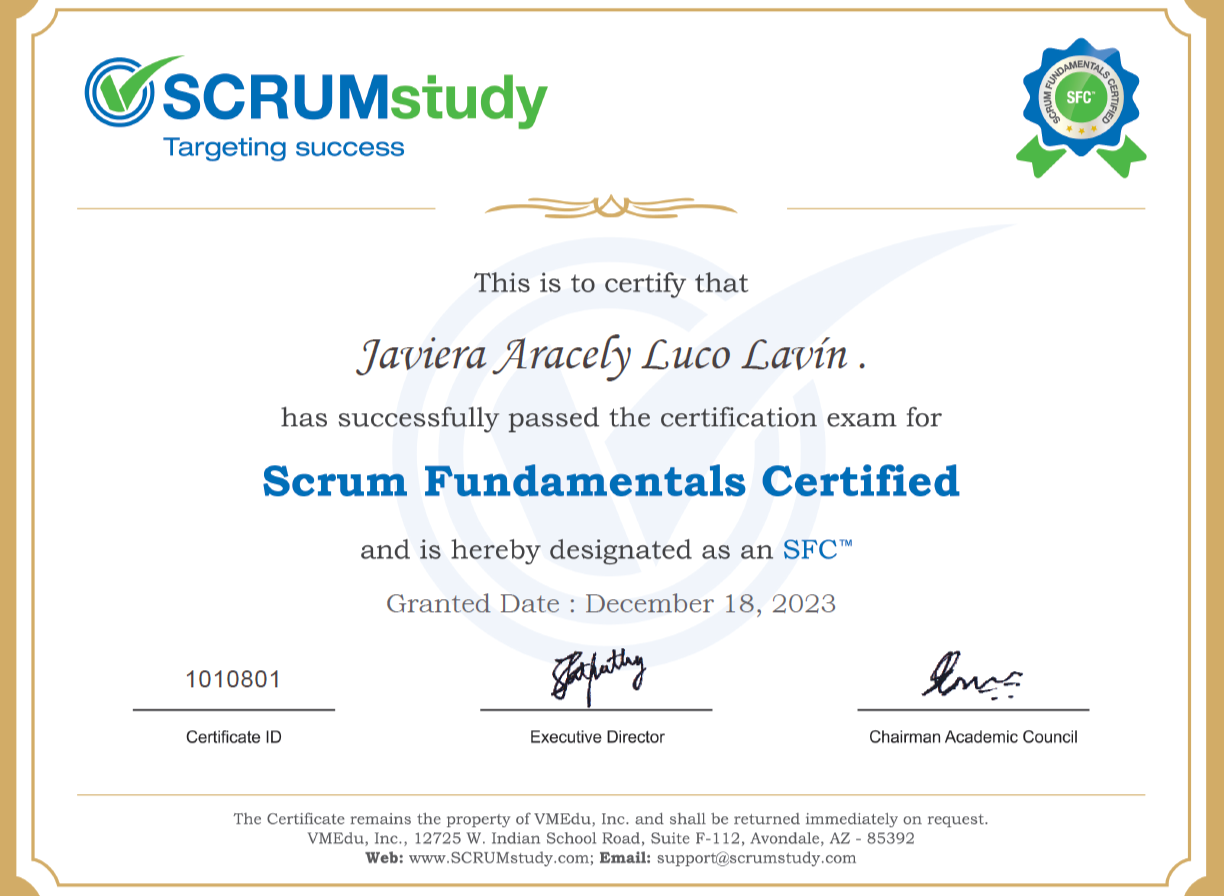 SCRUMstudy
Targeting success
SCRUM FUNDAMENTALS CERTIFIED
SFC™
This is to certify that
Javiera Aracely Luco Lavín .
has successfully passed the certification exam for
Scrum Fundamentals Certified
and is hereby designated as an SFC™
Granted Date : December 18, 2023
1010801
Certificate ID
Executive Director
Chairman Academic Council
The Certificate remains the property of VMEdu, Inc. and shall be returned immediately on request.
VMEdu, Inc., 12725 W. Indian School Road, Suite F-112, Avondale, AZ - 85392
Web: www.SCRUMstudy.com; Email: support@scrumstudy.com